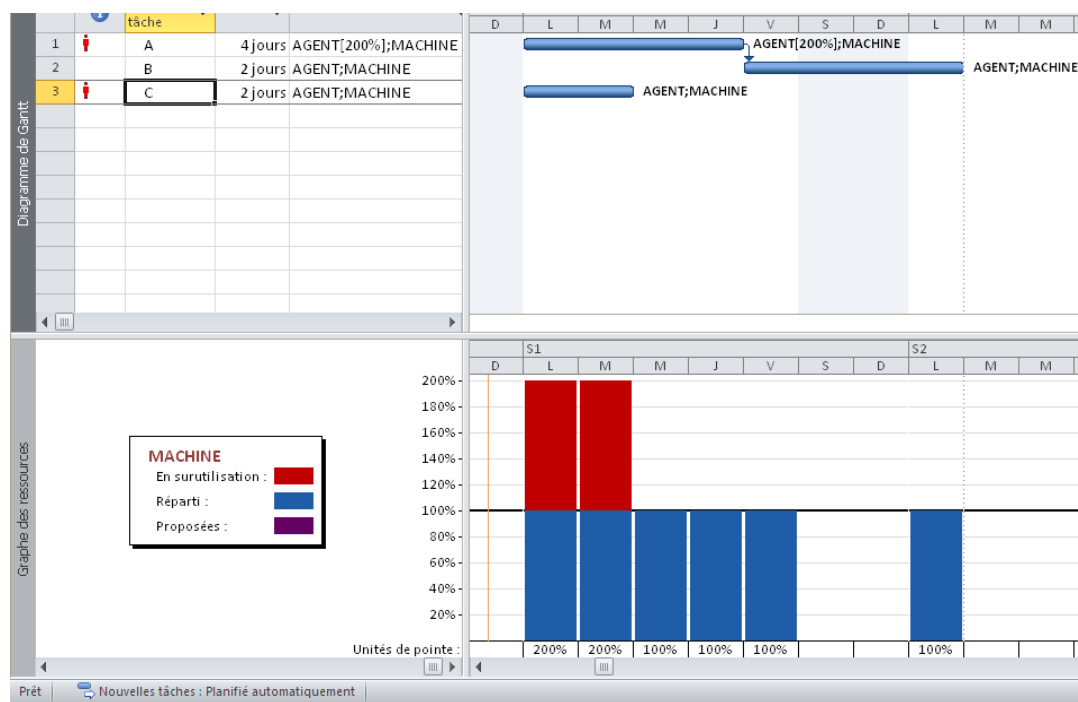 tâche
D L M M J V S D L M M
1 A 4 jours AGENT[200%];MACHINE
AGENT[200%];MACHINE
2 B 2 jours AGENT;MACHINE
AGENT;MACHINE
3 C 2 jours AGENT;MACHINE
AGENT;MACHINE
Diagramme de Gantt
S1 S2
D L M M J V S D L M M
200%
180%
160%
140%
120%
100%
80%
60%
40%
20%
MACHINE
En surutilisation :
Réparti :
Proposées :
Graphe des ressources
Unités de pointe : 200% 200% 100% 100% 100% 100%
Prêt Nouvelles tâches : Planifié automatiquement